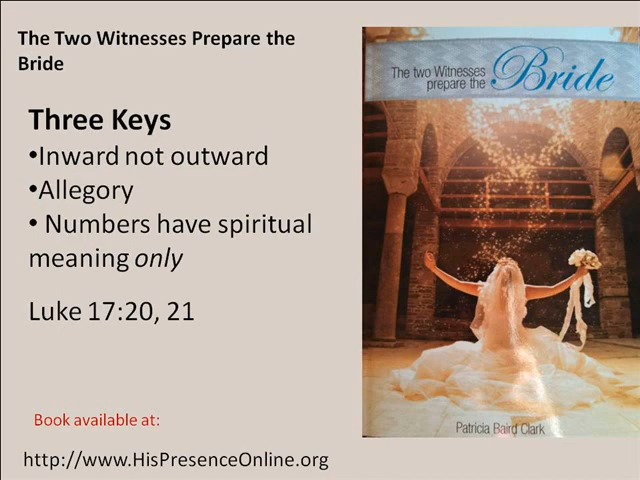 The Two Witnesses Prepare the
Bride
Three Keys
•Inward not outward
•Allegory
• Numbers have spiritual
meaning only
Luke 17:20, 21
Book available at:
http://www.HisPresenceOnline.org
The two Witnesses
prepare the Bride
Patricia Baird Clark